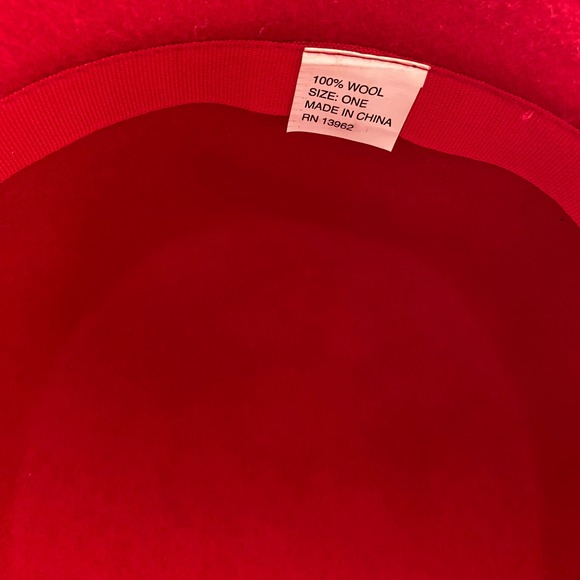 100% WOOL
SIZE: ONE
MADE IN CHINA
RN 13962